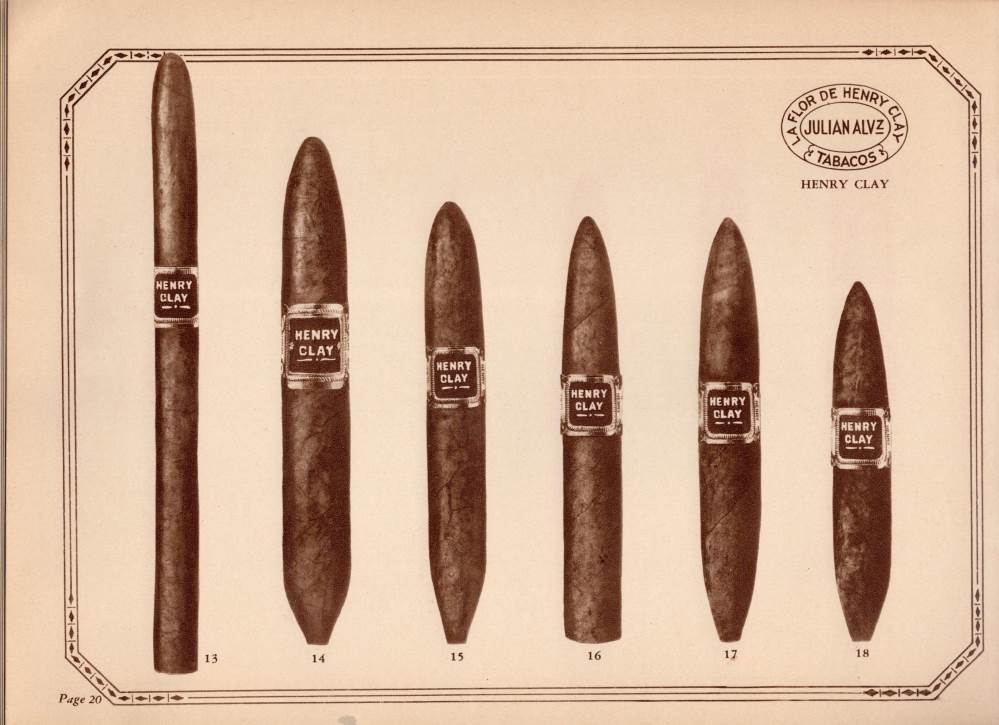 LA FLOR DE HENRY CLAY
JULIAN ALVZ
TABACOS
HENRY CLAY
HENRY
CLAY
HENRY
CLAY
HENRY
CLAY
HENRY
CLAY
HENRY
CLAY
HENRY
CLAY
13
14
15
16
17
18
Page 20